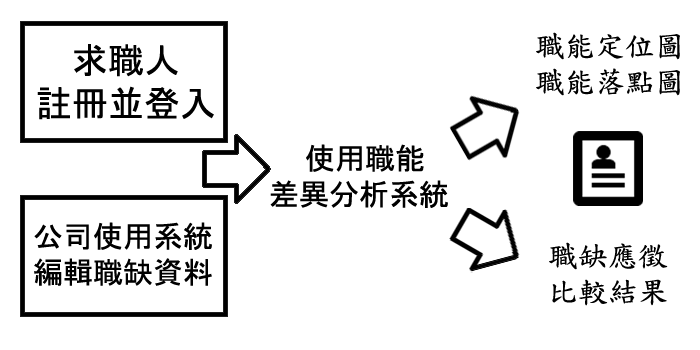 求職人
註冊並登入
公司使用系統
編輯職缺資料
使用職能
差異分析系統
職能定位圖
職能落點圖
職缺應徵
比較結果